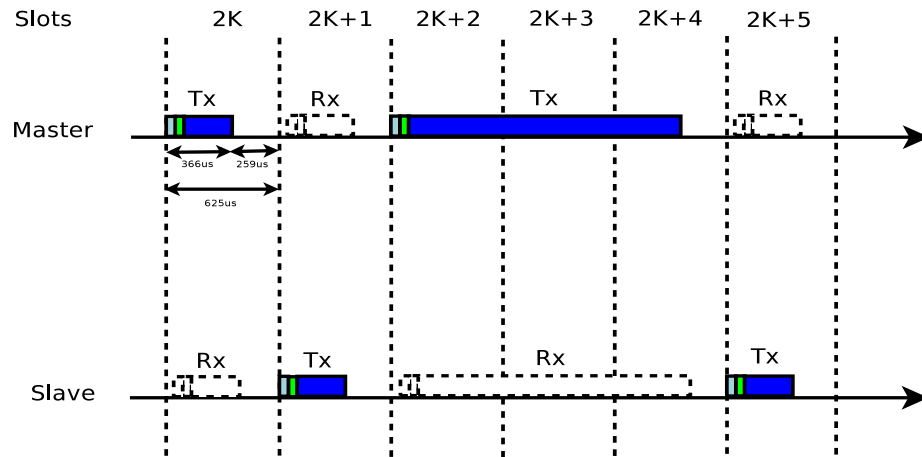 Slots 2K 2K+1 2K+2 2K+3 2K+4 2K+5
Tx Rx Tx Rx
Master
366us 259us
625us
Rx Tx Rx Tx
Slave